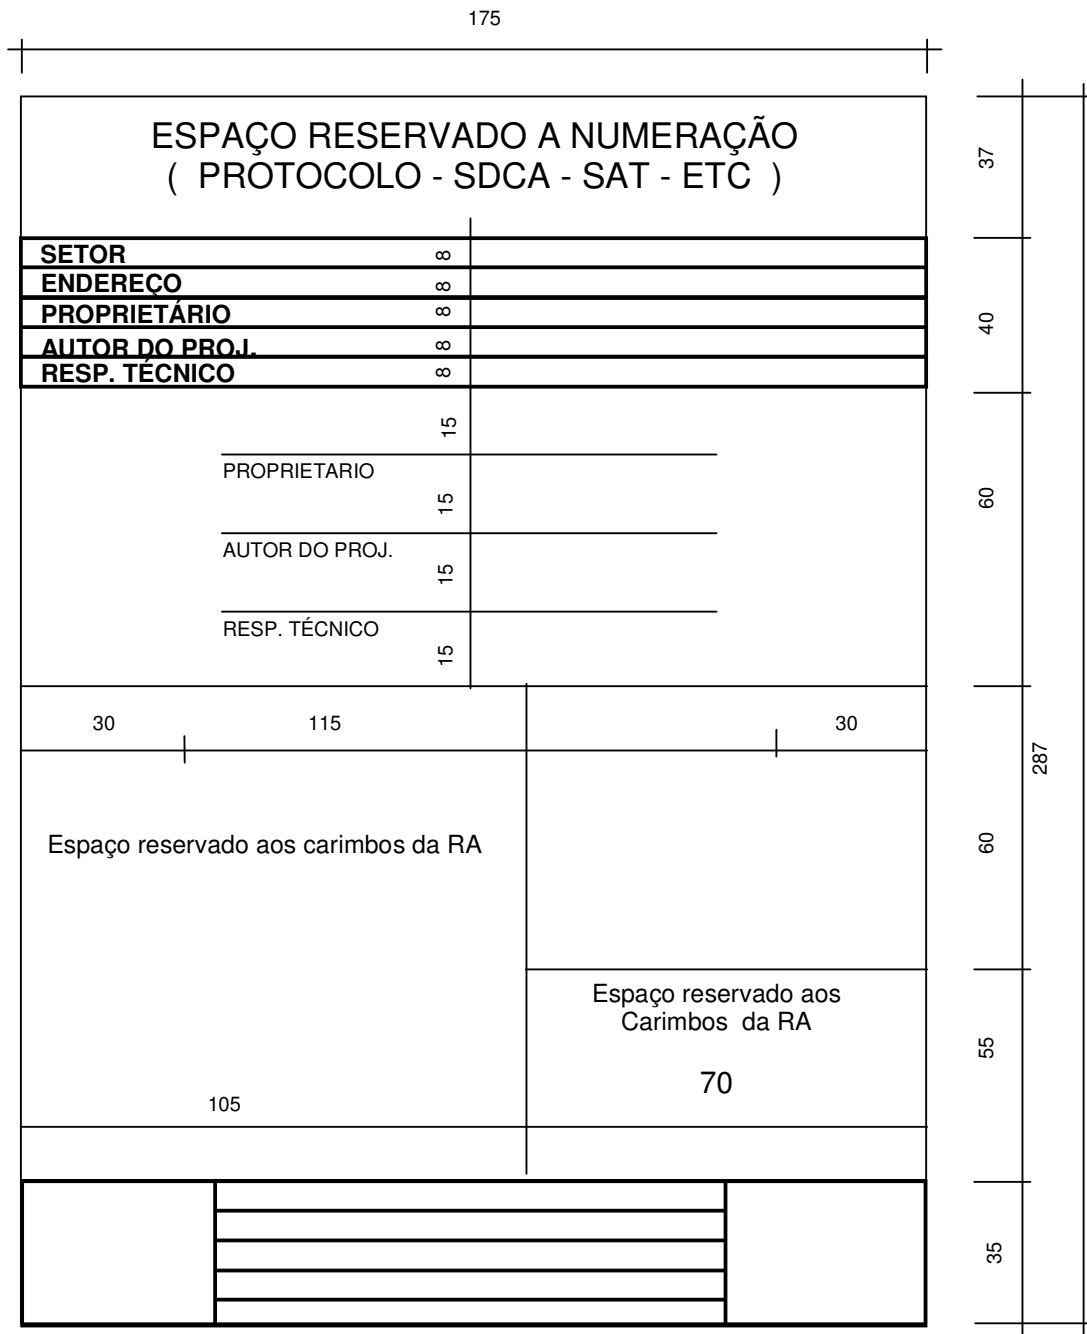 175
ESPAÇO RESERVADO A NUMERAÇÃO
( PROTOCOLO - SDCA - SAT - ETC )
37
SETOR 8
ENDEREÇO 8
PROPRIETÁRIO 8
40
AUTOR DO PROJ. 8
RESP. TÉCNICO 8
15
PROPRIETARIO
15
60
AUTOR DO PROJ.
15
RESP. TÉCNICO
15
30 115 30
287
Espaço reservado aos carimbos da RA
60
Espaço reservado aos
Carimbos da RA
55
70
105
35